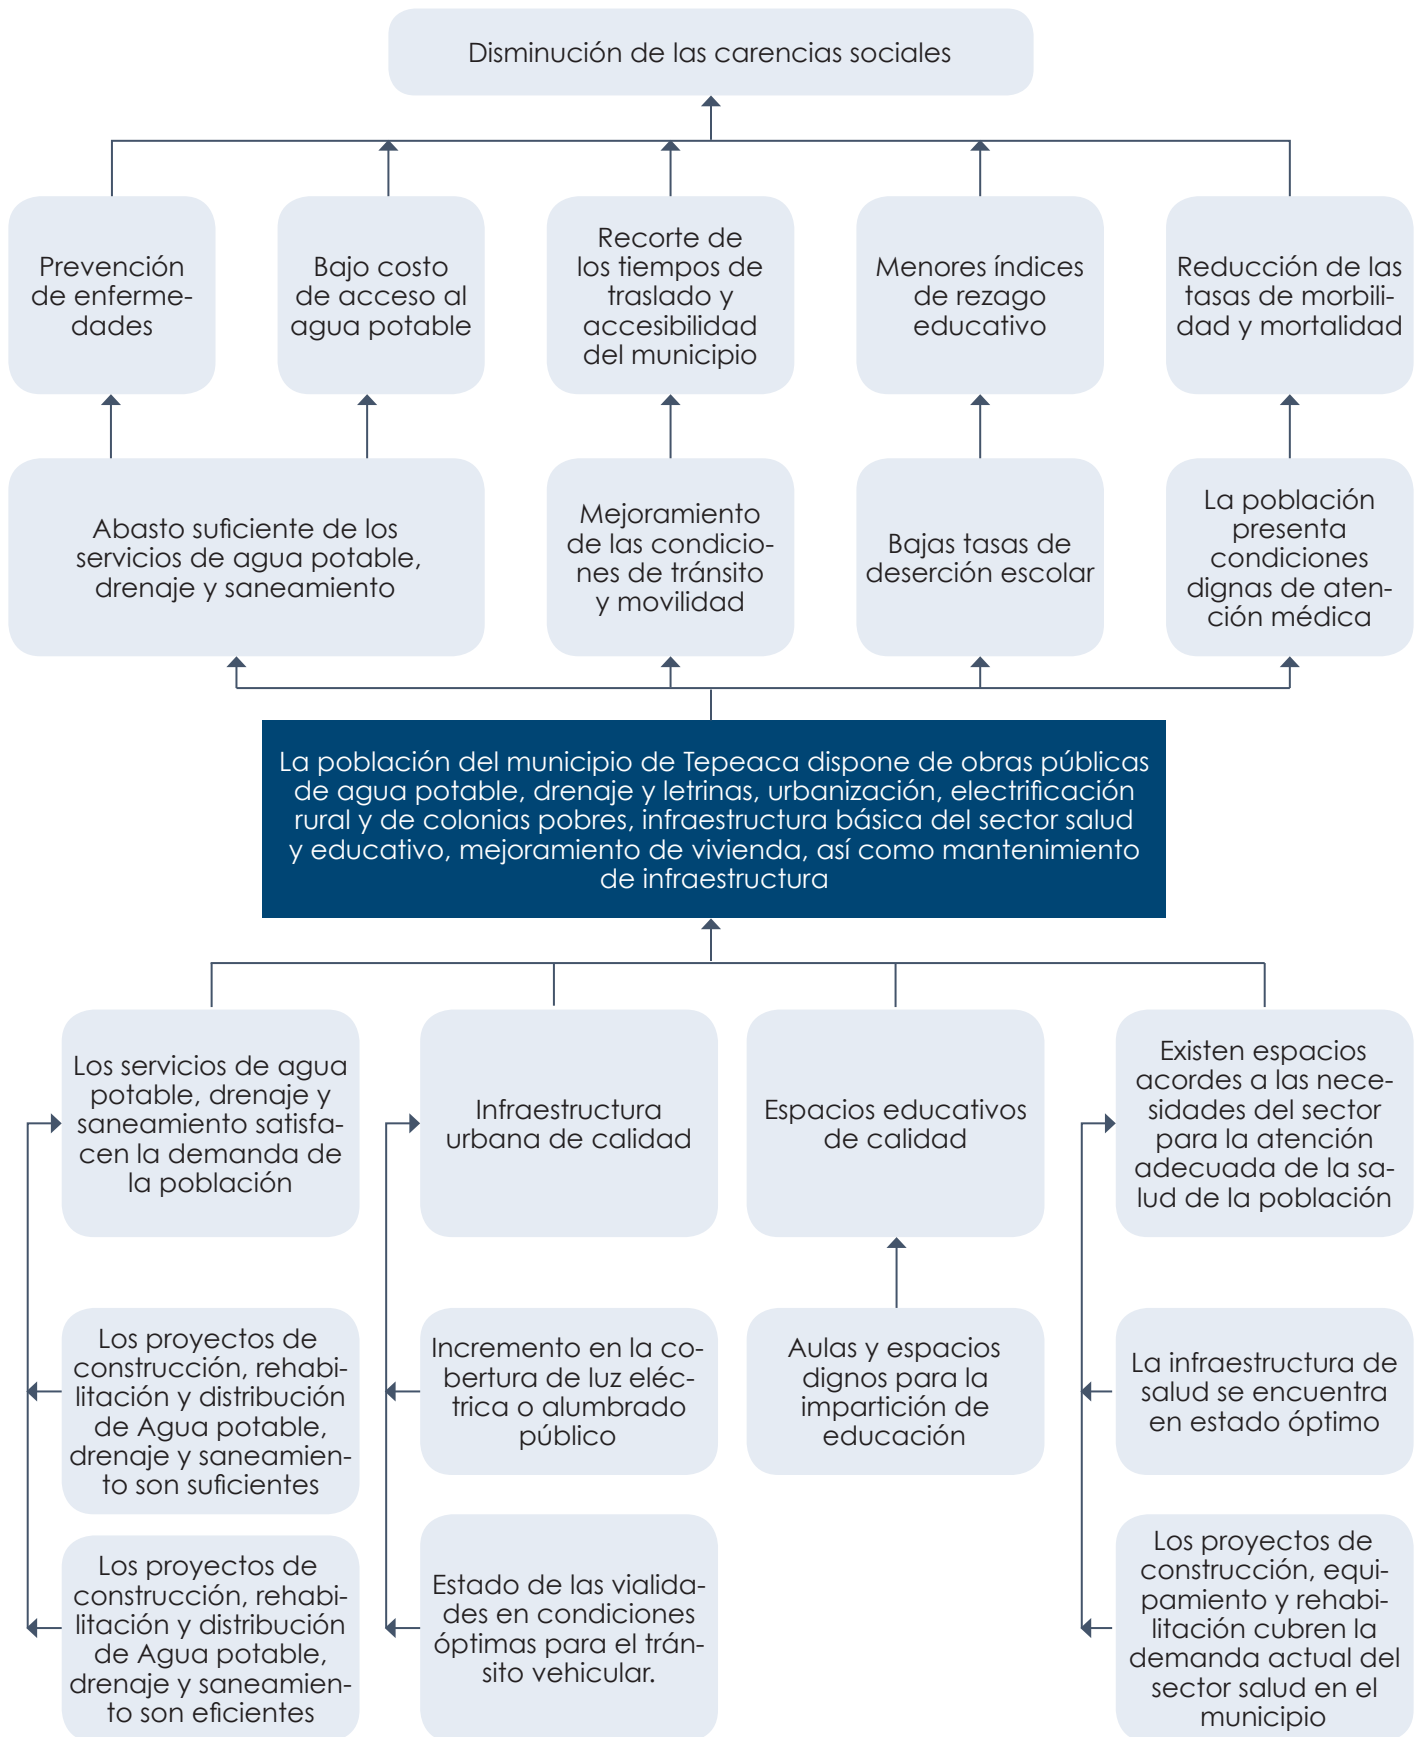 Disminución de las carencias sociales
Prevención
de enferme-
dades
Bajo costo
de acceso al
agua potable
Recorte de
los tiempos de
traslado y
accesibilidad
del municipio
Menores índices
de rezago
educativo
Reducción de las
tasas de morbili-
dad y mortalidad
Abasto suficiente de los
servicios de agua potable,
drenaje y saneamiento
Mejoramiento
de las condicio-
nes de tránsito
y movilidad
Bajas tasas de
deserción escolar
La población
presenta
condiciones
dignas de aten-
ción médica
La población del municipio de Tepeaca dispone de obras públicas
de agua potable, drenaje y letrinas, urbanización, electrificación
rural y de colonias pobres, infraestructura básica del sector salud
y educativo, mejoramiento de vivienda, así como mantenimiento
de infraestructura
Los servicios de agua
potable, drenaje y
saneamiento satisfa-
cen la demanda de
la población
Infraestructura
urbana de calidad
Espacios educativos
de calidad
Existen espacios
acordes a las nece-
sidades del sector
para la atención
adecuada de la sa-
lud de la población
Los proyectos de
construcción, rehabi-
litación y distribución
de Agua potable,
drenaje y saneamien-
to son suficientes
Incremento en la co-
bertura de luz eléc-
trica o alumbrado
público
Aulas y espacios
dignos para la
impartición de
educación
La infraestructura de
salud se encuentra
en estado óptimo
Los proyectos de
construcción, rehabi-
litación y distribución
de Agua potable,
drenaje y saneamien-
to son eficientes
Estado de las vialida-
des en condiciones
óptimas para el trán-
sito vehicular.
Los proyectos de
construcción, equi-
pamiento y rehabi-
litación cubren la
demanda actual del
sector salud en el
municipio